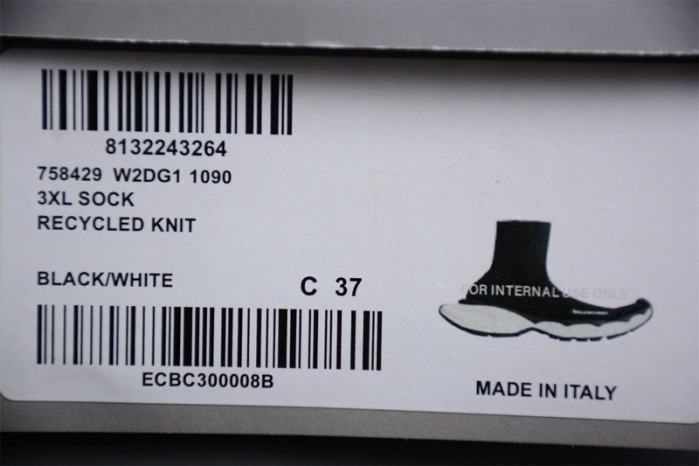 8132243264
758429 W2DG1 1090
3XL SOCK
RECYCLED KNIT
BLACK/WHITE
C 37
ECBC300008B
FOR INTERNAL USE ONLY
BALENCIAGA
MADE IN ITALY